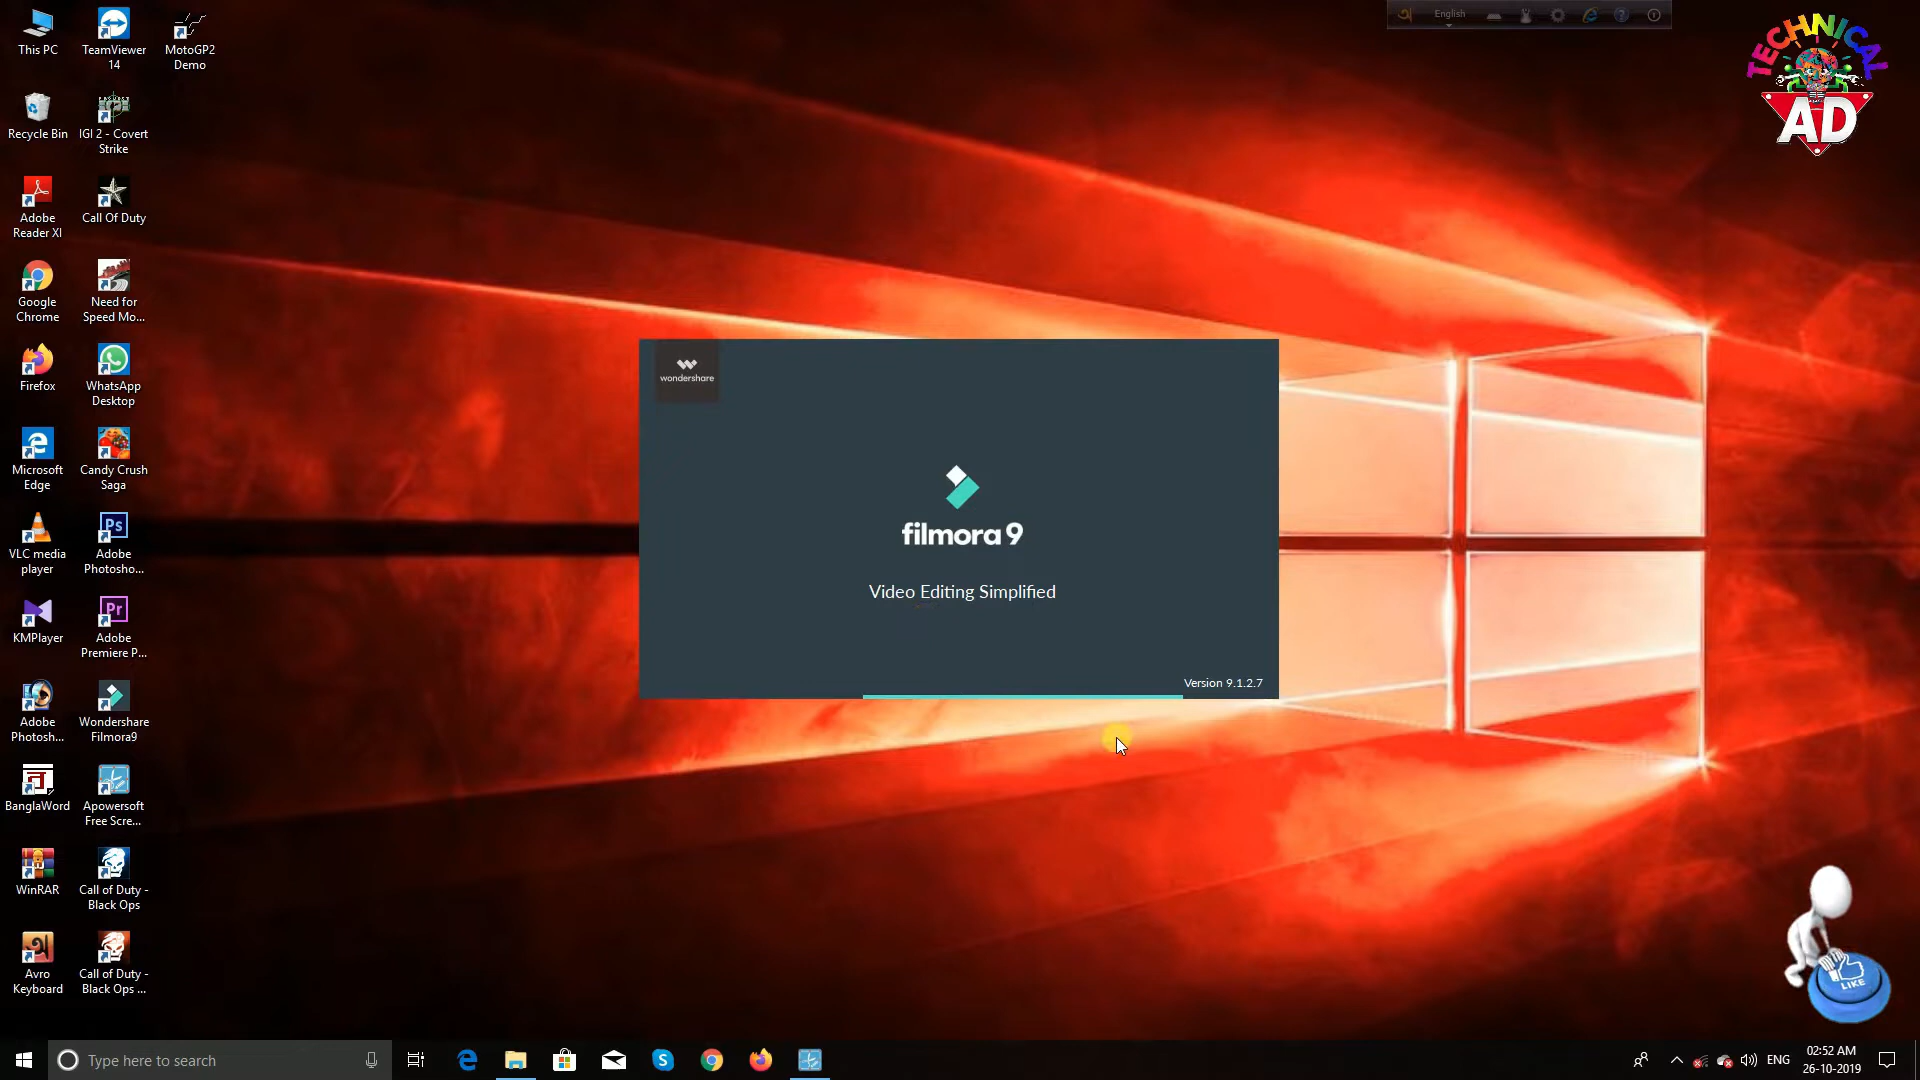 This PC
TeamViewer
14
MotoGP2
Demo
Recycle Bin
IGI 2 - Covert
Strike
Adobe
Reader XI
Call Of Duty
Google
Chrome
Need for
Speed Mo...
Firefox
WhatsApp
Desktop
Microsoft
Edge
Candy Crush
Saga
VLC media
player
Ps
Adobe
Photosho...
KMPlayer
Pr
Adobe
Premiere P...
Adobe
Photosh...
Wondershare
Filmora9
BanglaWord
Apowersoft
Free Scre...
WinRAR
Call of Duty -
Black Ops
Avro
Keyboard
Call of Duty -
Black Ops ...
English
TECHNICAL
AD
wondershare
filmora 9
Video Editing Simplified
Version 9.1.2.7
LIKE
Type here to search
ENG
02:52 AM
26-10-2019